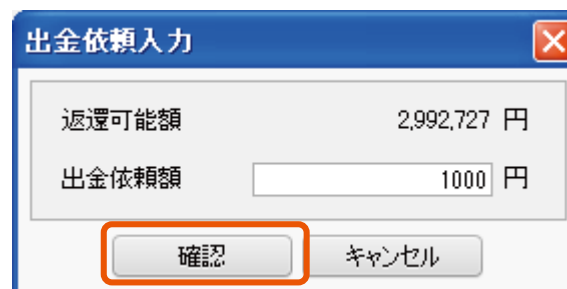 出金依頼入力
返還可能額 2,992,727 円
出金依頼額 1000 円
確認 キャンセル